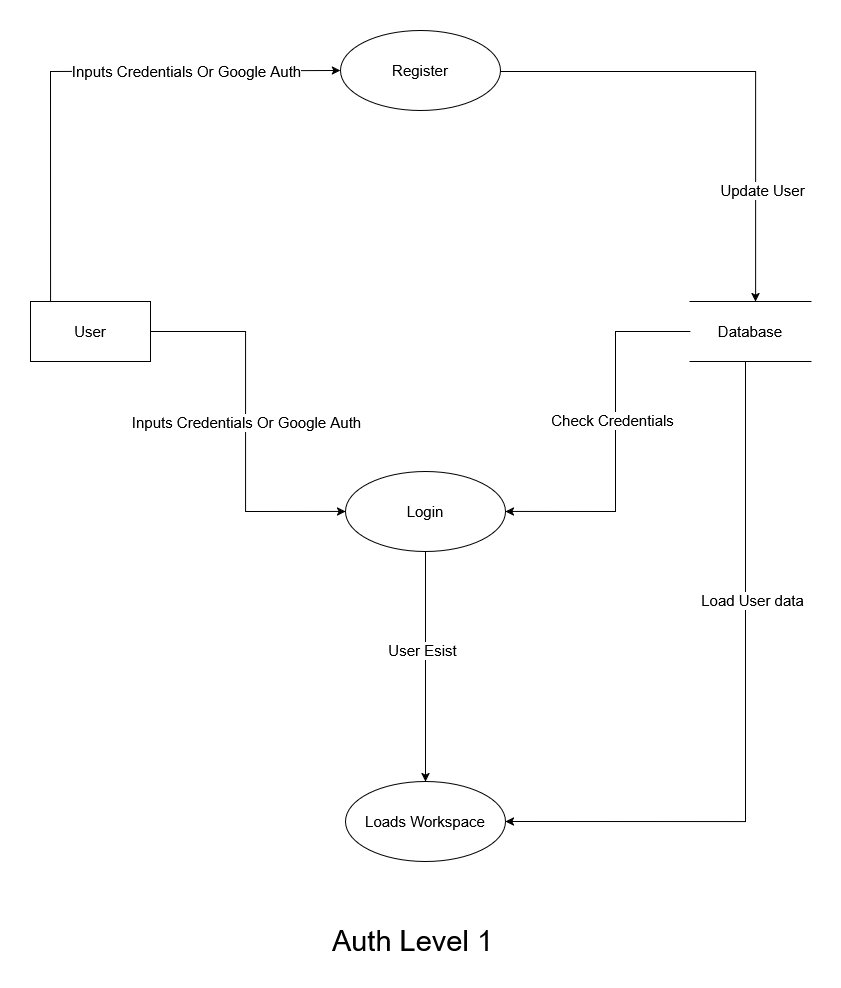 Inputs Credentials Or Google Auth
Register
Update User
User
Database
Inputs Credentials Or Google Auth
Check Credentials
Login
Load User data
User Esist
Loads Workspace
Auth Level 1